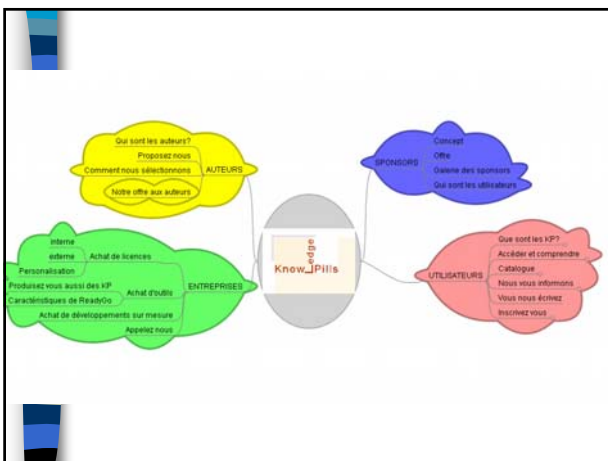 Qui sont les auteurs?
Proposez nous
Comment nous sélectionnons
Notre offre aux auteurs
AUTEURS
SPONSORS
Concept
Offre
Galerie des sponsors
Qui sont les utilisateurs
interne
externe
Personalisation
Achat de licences
Produisez vous aussi des KP
Caractéristiques de ReadyGo
Achat d'outils
ENTREPRISES
Achat de développements sur mesure
Appelez nous
Know Ledge Pills
UTILISATEURS
Que sont les KP?
Accéder et comprendre
Catalogue
Nous vous informons
Vous nous écrivez
Inscrivez vous